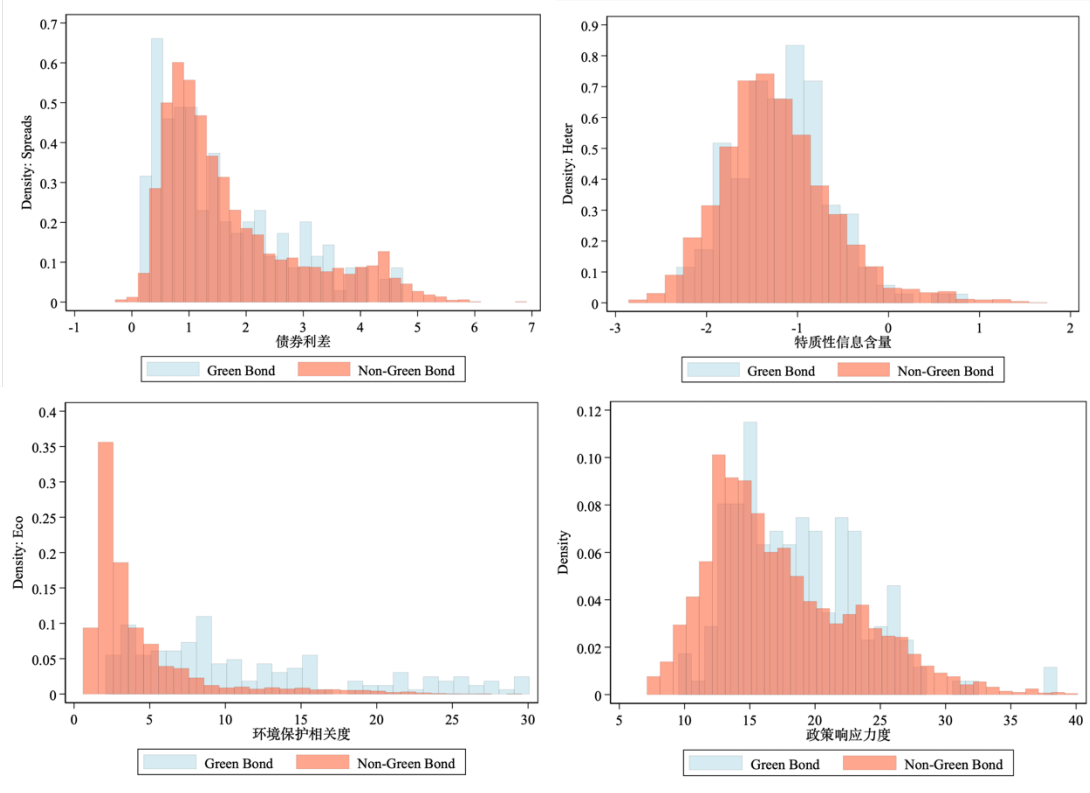 Density: Spreads
0.7
0.6
0.5
0.4
0.3
0.2
0.1
0
-1 0 1 2 3 4 5 6 7
债券利差
Green Bond Non-Green Bond
Density: Heter
0.9
0.8
0.7
0.6
0.5
0.4
0.3
0.2
0.1
0
-3 -2 -1 0 1 2
特质性信息含量
Green Bond Non-Green Bond
Density: Eco
0.4
0.35
0.3
0.25
0.2
0.15
0.1
0.05
0
0 5 10 15 20 25 30
环境保护相关度
Green Bond Non-Green Bond
Density
0.12
0.10
0.08
0.06
0.04
0.02
0
5 10 15 20 25 30 35 40
政策响应力度
Green Bond Non-Green Bond